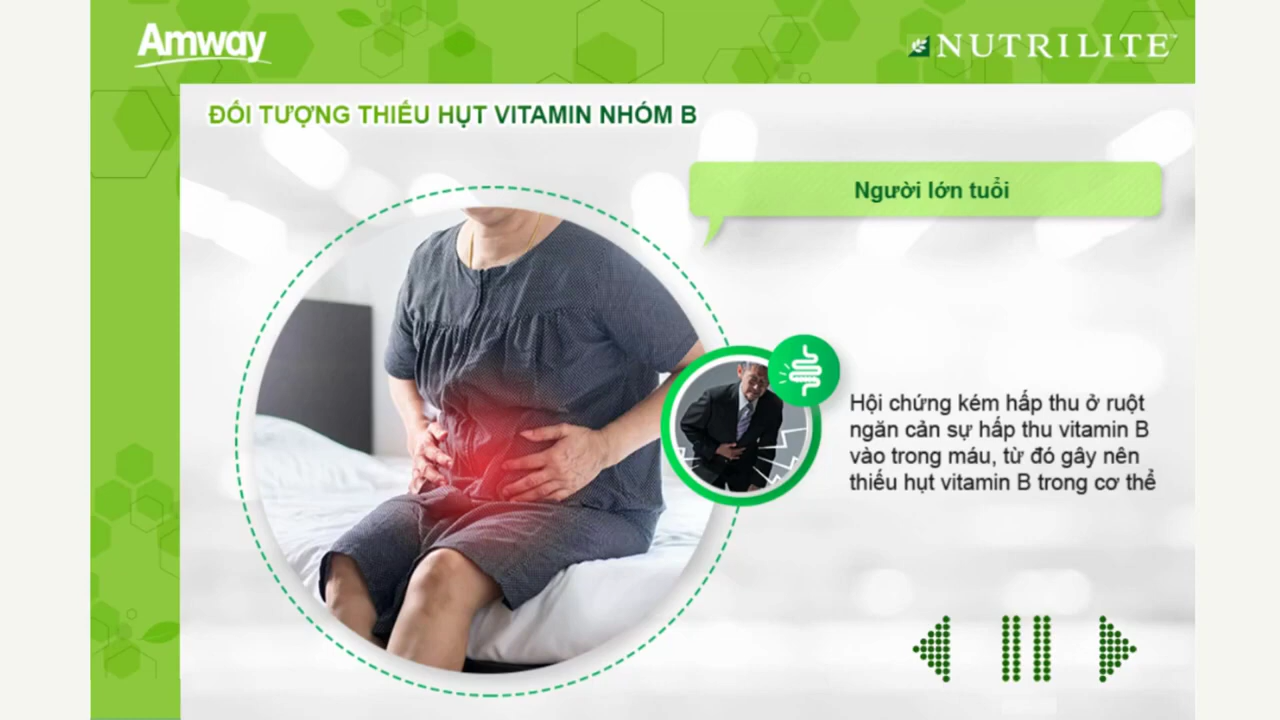 Amway
NUTRILITE™
ĐỐI TƯỢNG THIẾU HỤT VITAMIN NHÓM B
Người lớn tuổi
Hội chứng kém hấp thu ở ruột
ngăn cản sự hấp thu vitamin B
vào trong máu, từ đó gây nên
thiếu hụt vitamin B trong cơ thể